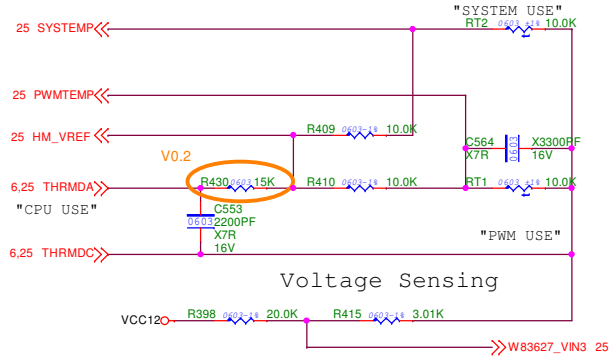 "SYSTEM USE"
25 SYSTEMP
RT2 0603 ±1% 10.0K
25 PWMTEMP
25 HM_VREF
R409 0603-1% 10.0K
C564 0603 X3300PF
X7R 16V
V0.2
6,25 THRMDA
R430 0603 15K
R410 0603-1% 10.0K
RT1 0603 ±1% 10.0K
"CPU USE"
C553
0603 2200PF
X7R
16V
"PWM USE"
6,25 THRMDC
Voltage Sensing
VCC12
R398 0603-1% 20.0K
R415 0603-1% 3.01K
W83627_VIN3 25